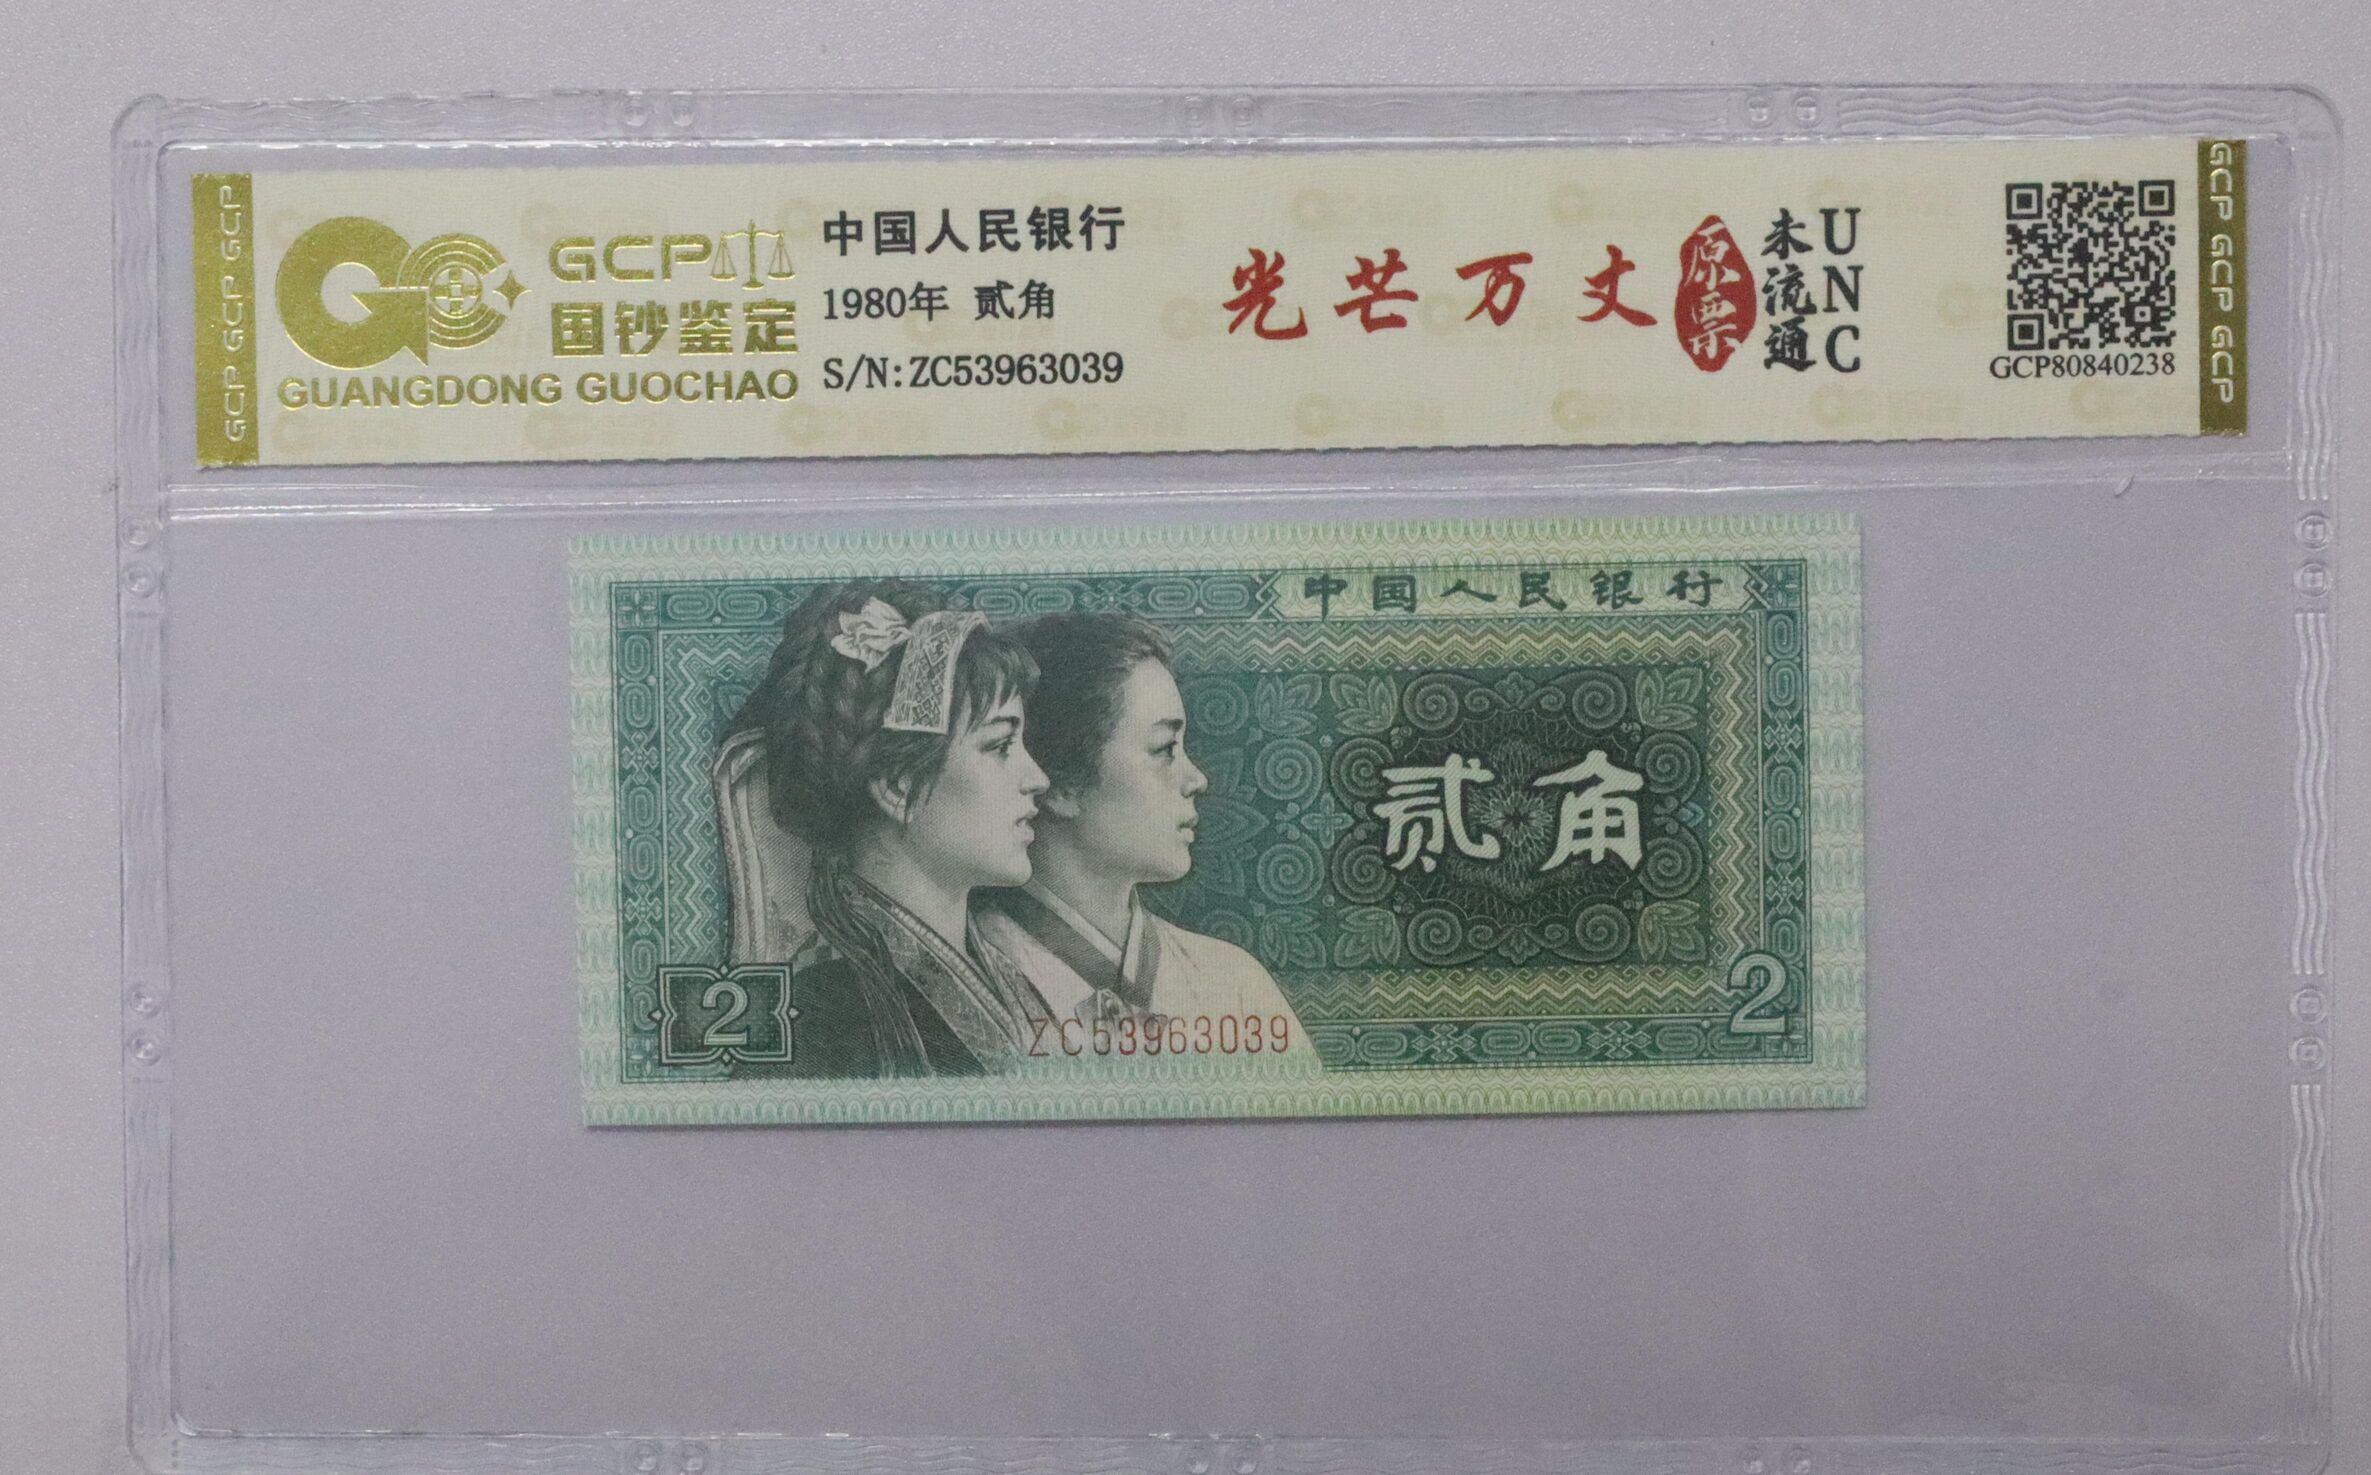 GCP GCP GCP
GCP
国钞鉴定
GUANGDONG GUOCHAO
中国人民银行
1980年 贰角
S/N:ZC53963039
光芒万丈
原票
未流通
UNC
GCP80840238
GCP GCP GCP
中国人民银行
贰角
2
2
ZC53963039